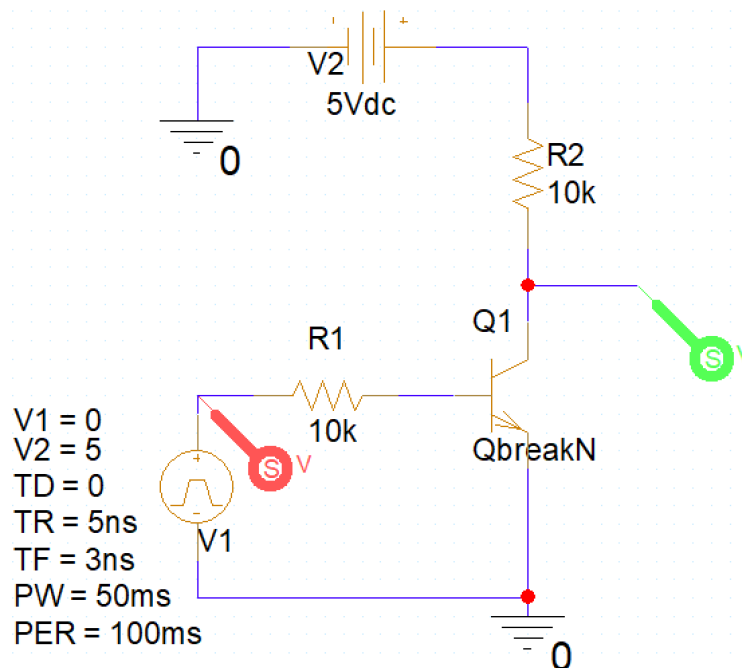 V2
5Vdc
0
R2
10k
Q1
R1
10k
QbreakN
S V
S V
V1 = 0
V2 = 5
TD = 0
TR = 5ns
TF = 3ns
PW = 50ms
PER = 100ms
V1
0